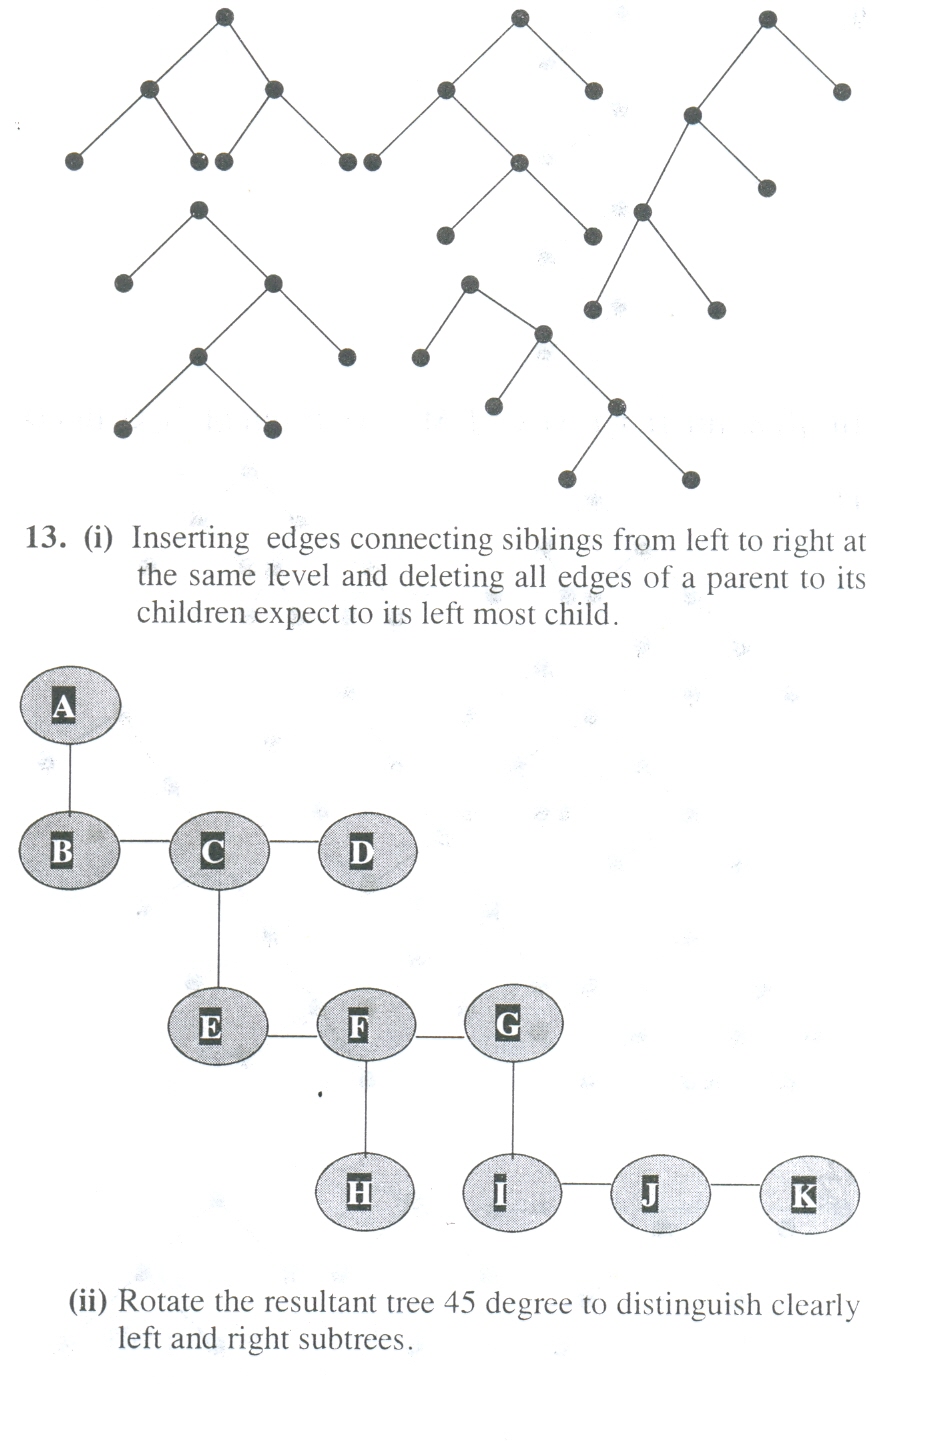 13. (i) Inserting edges connecting siblings from left to right at
the same level and deleting all edges of a parent to its
children expect to its left most child.
A
B C D
E F G
H I J K
(ii) Rotate the resultant tree 45 degree to distinguish clearly
left and right subtrees.